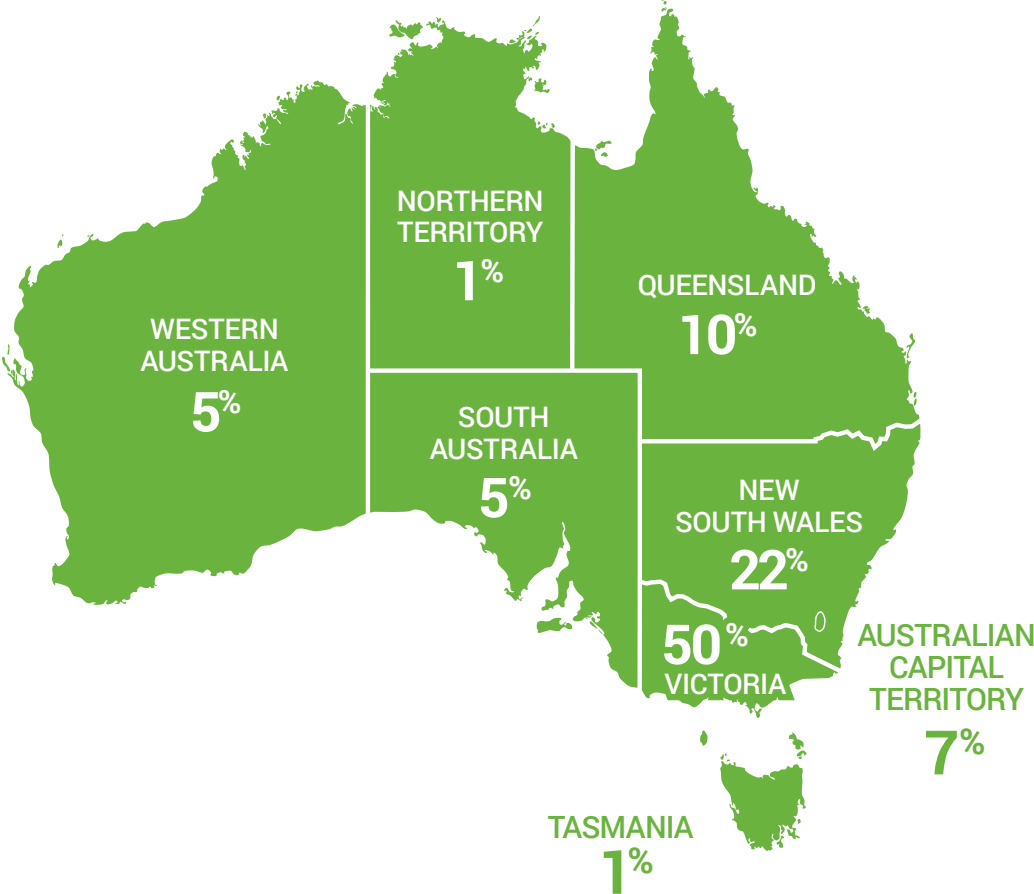 NORTHERN
TERRITORY
1%
QUEENSLAND
10%
WESTERN
AUSTRALIA
5%
SOUTH
AUSTRALIA
5%
NEW
SOUTH WALES
22%
50%
VICTORIA
AUSTRALIAN
CAPITAL
TERRITORY
7%
TASMANIA
1%